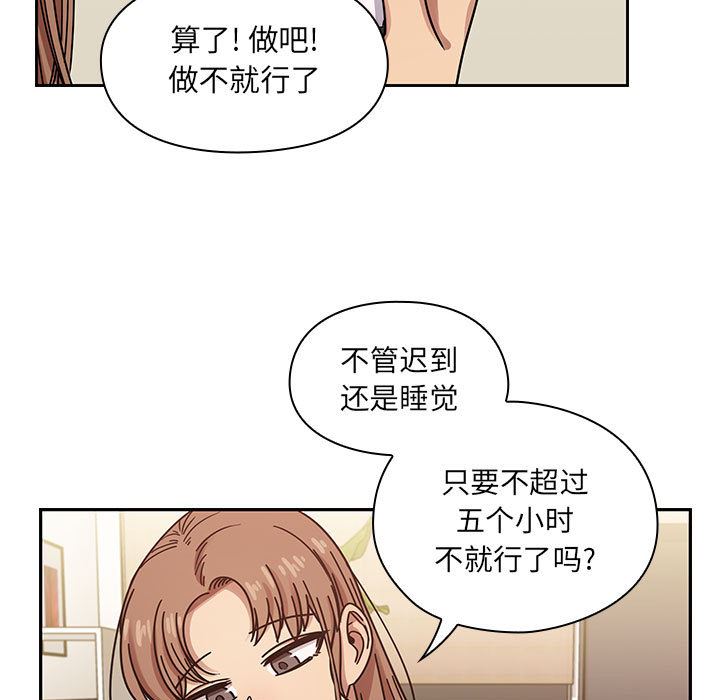 算了! 做吧!
做不就行了
不管迟到
还是睡觉
只要不超过
五个小时
不就行了吗?